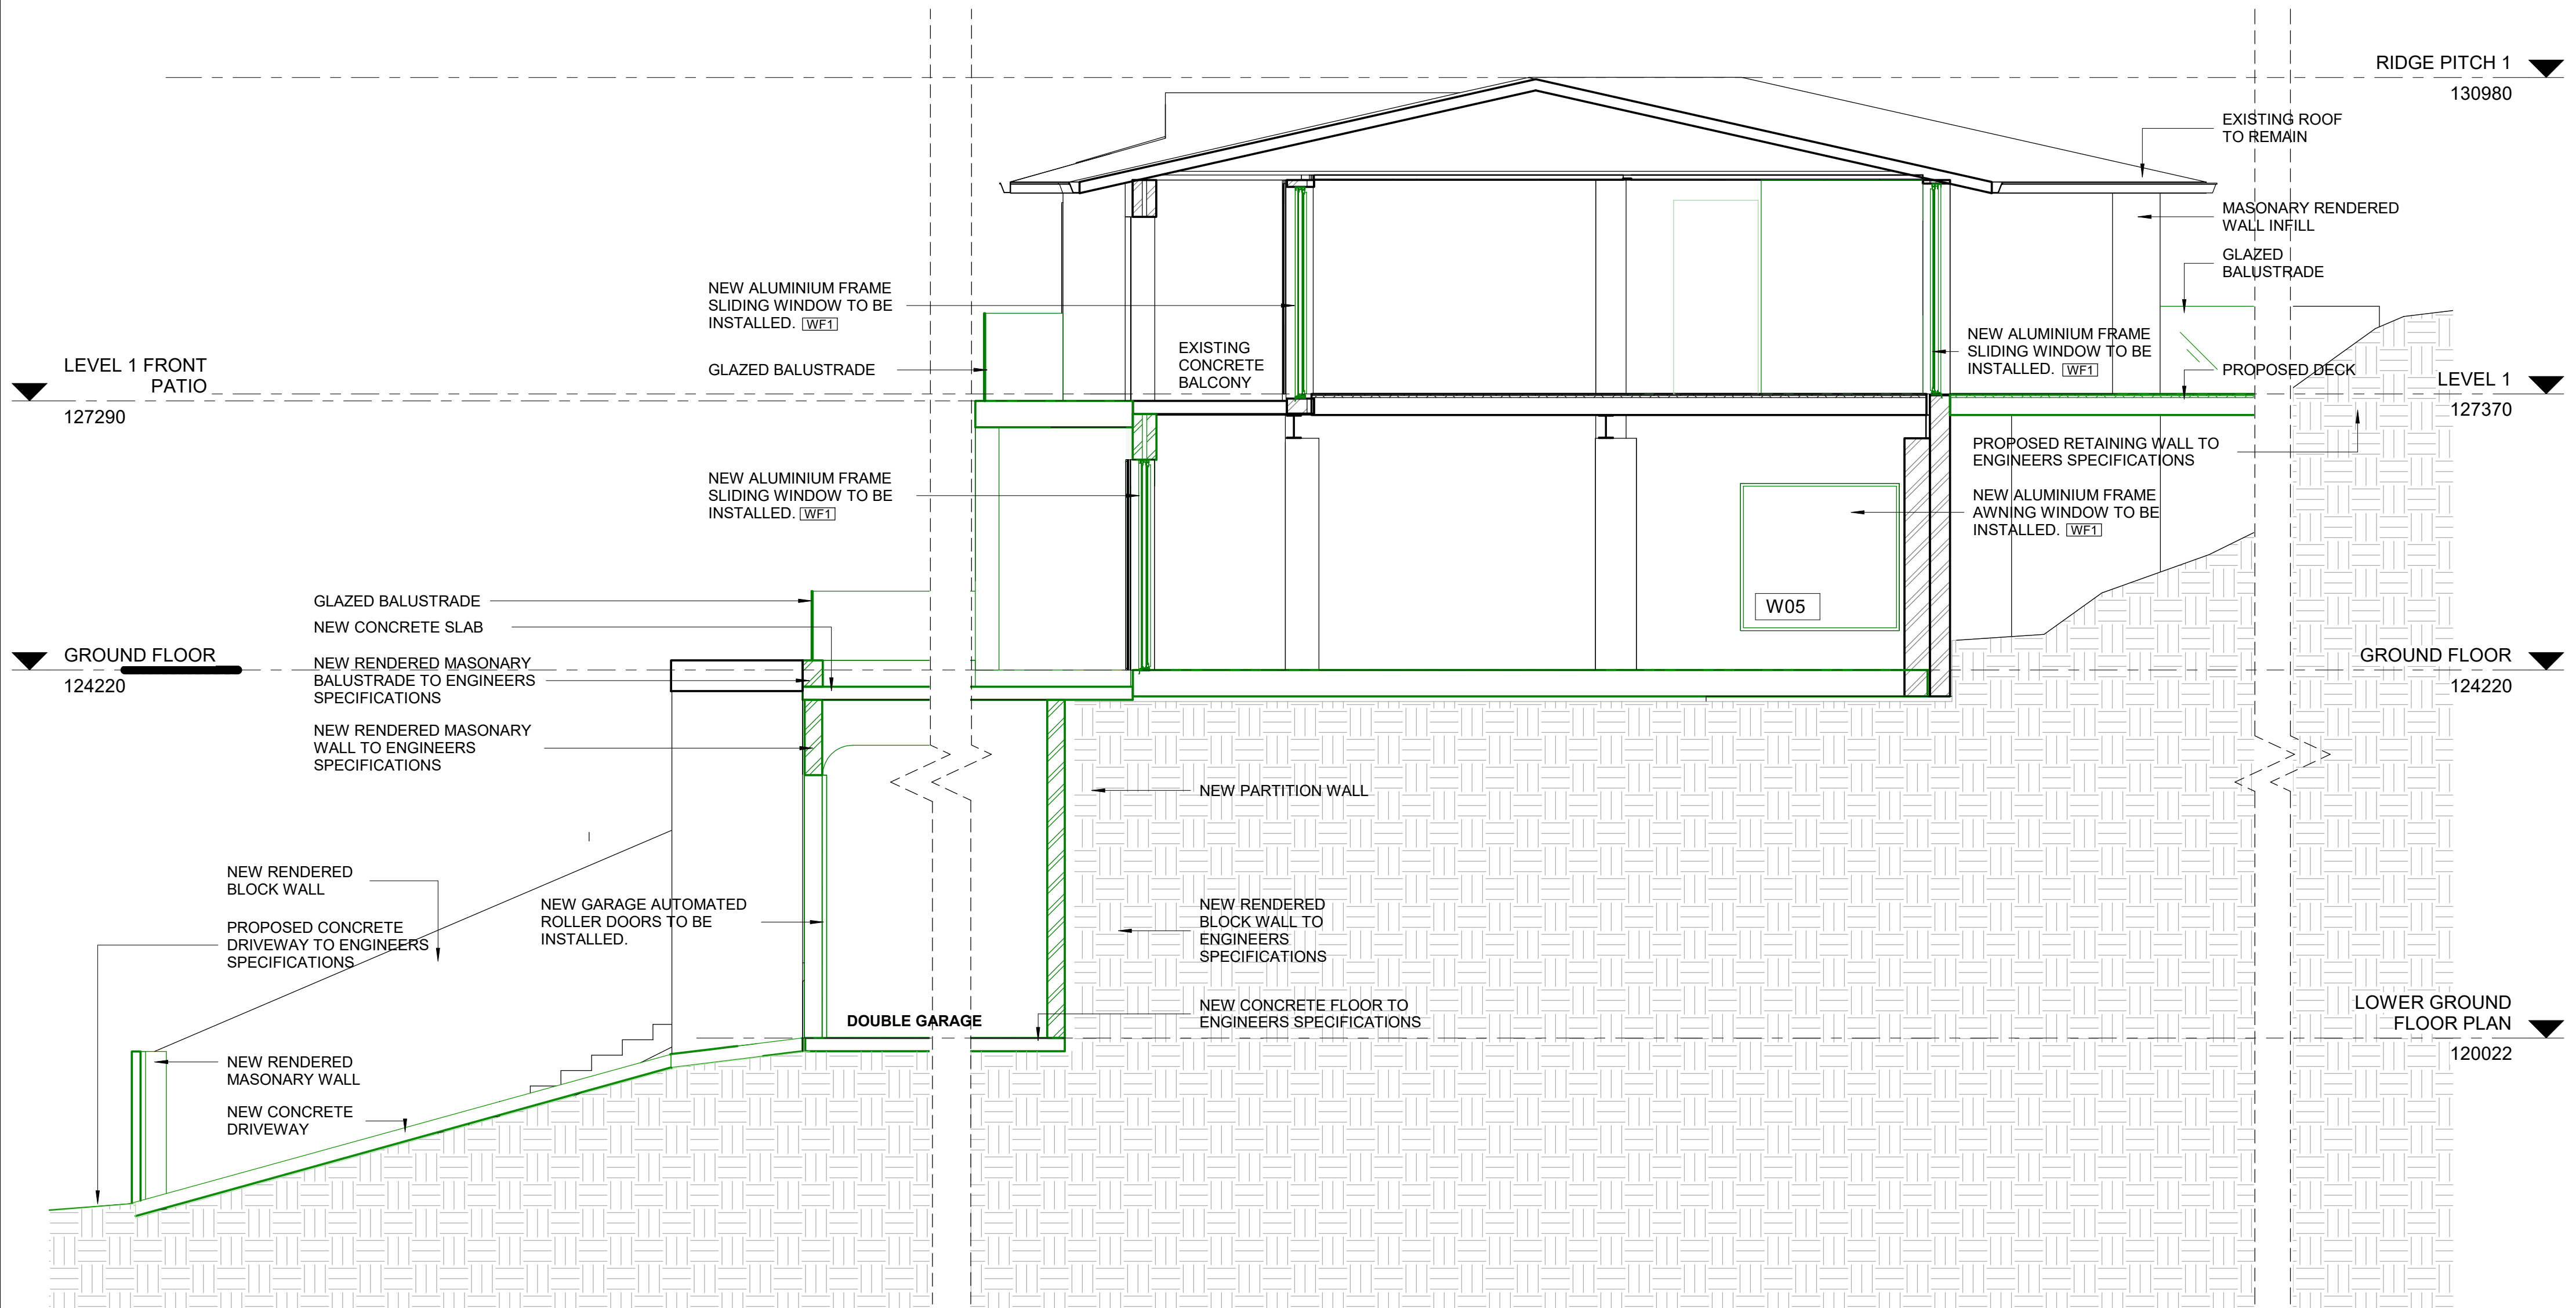 RIDGE PITCH 1
130980
EXISTING ROOF
TO REMAIN
MASONARY RENDERED
WALL INFILL
GLAZED
BALUSTRADE
NEW ALUMINIUM FRAME
SLIDING WINDOW TO BE
INSTALLED. WF1
GLAZED BALUSTRADE
EXISTING
CONCRETE
BALCONY
NEW ALUMINIUM FRAME
SLIDING WINDOW TO BE
INSTALLED. WF1
PROPOSED DECK
LEVEL 1 FRONT
PATIO
127290
LEVEL 1
127370
NEW ALUMINIUM FRAME
SLIDING WINDOW TO BE
INSTALLED. WF1
PROPOSED RETAINING WALL TO
ENGINEERS SPECIFICATIONS
NEW ALUMINIUM FRAME
AWNING WINDOW TO BE
INSTALLED. WF1
W05
GLAZED BALUSTRADE
NEW CONCRETE SLAB
GROUND FLOOR
124220
NEW RENDERED MASONARY
BALUSTRADE TO ENGINEERS
SPECIFICATIONS
GROUND FLOOR
124220
NEW RENDERED MASONARY
WALL TO ENGINEERS
SPECIFICATIONS
NEW PARTITION WALL
NEW RENDERED
BLOCK WALL
PROPOSED CONCRETE
DRIVEWAY TO ENGINEERS
SPECIFICATIONS
NEW GARAGE AUTOMATED
ROLLER DOORS TO BE
INSTALLED.
NEW RENDERED
BLOCK WALL TO
ENGINEERS
SPECIFICATIONS
DOUBLE GARAGE
NEW CONCRETE FLOOR TO
ENGINEERS SPECIFICATIONS
LOWER GROUND
FLOOR PLAN
120022
NEW RENDERED
MASONARY WALL
NEW CONCRETE
DRIVEWAY